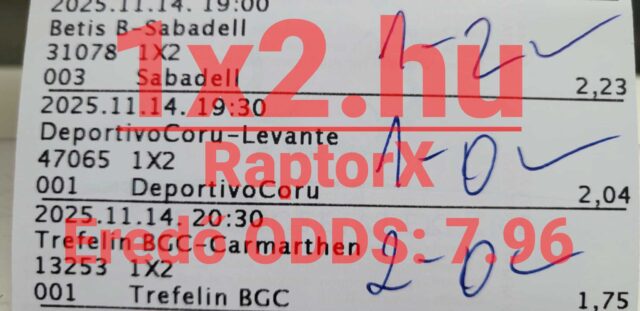 2025.11.14. 19:00
Betis B-Sabadell
31078 1X2
1-2 ✓
003 Sabadell 2,23
1x2.hu
2025.11.14. 19:30
DeportivoCoru-Levante
47065 1X2
1-0 ✓
RaptorX
001 DeportivoCoru 2,04
2025.11.14. 20:30
Eredő ODDS: 7.96
Trefelin BGC-Carmarthen
13253 1X2
2-0 ✓
001 Trefelin BGC 1,75